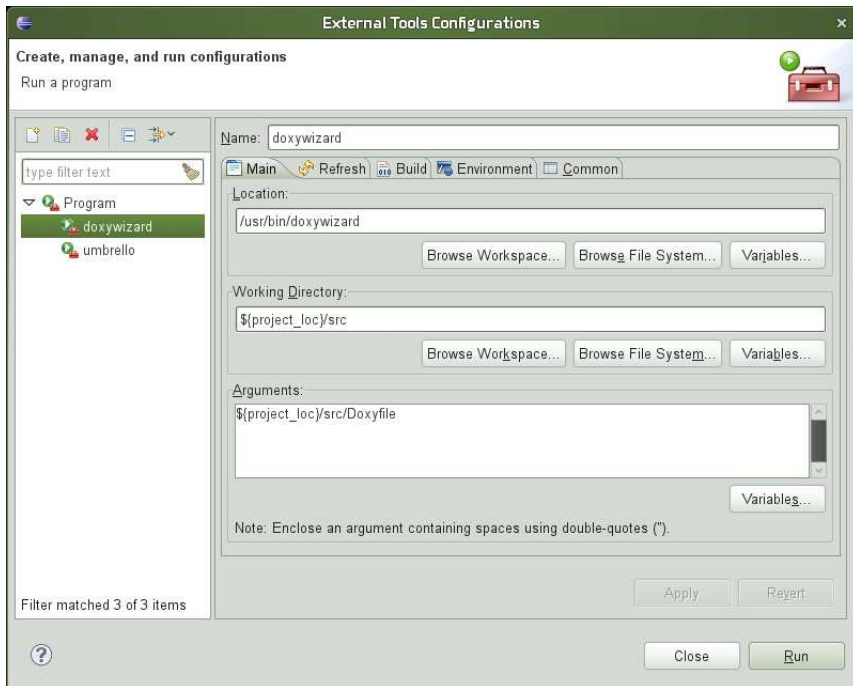 External Tools Configurations
Create, manage, and run configurations
Run a program
type filter text
Program
doxywizard
umbrello
Filter matched 3 of 3 items
Name: doxywizard
Main Refresh Build Environment Common
Location:
/usr/bin/doxywizard
Browse Workspace... Browse File System... Variables...
Working Directory:
${project_loc}/src
Browse Workspace... Browse File System... Variables...
Arguments:
${project_loc}/src/Doxyfile
Variables...
Note: Enclose an argument containing spaces using double-quotes (").
Apply Revert
Close Run